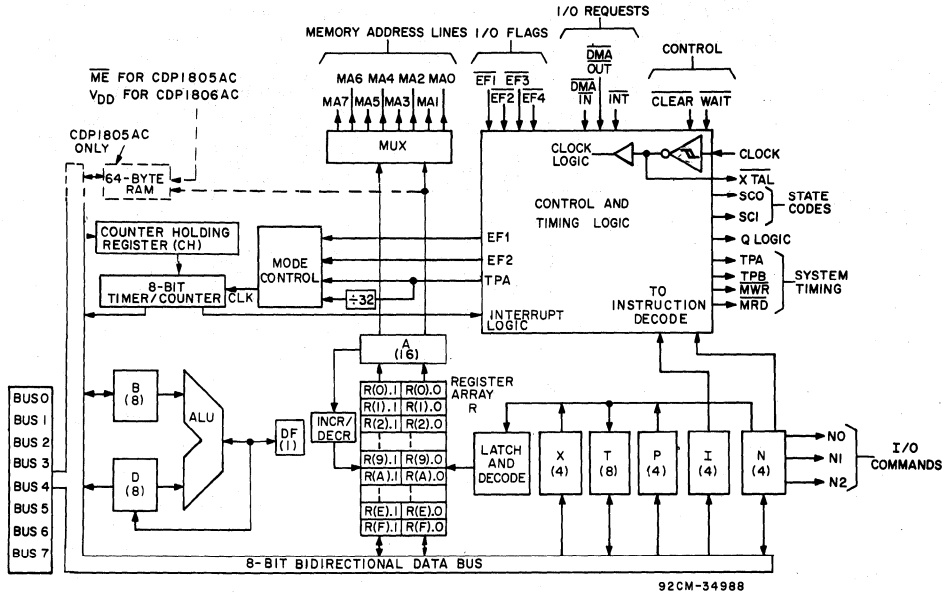 MEMORY ADDRESS LINES
I/O FLAGS
I/O REQUESTS
CONTROL
MA6 MA4 MA2 MA0
MA7 MA5 MA3 MA1
EF1 EF3
EF2 EF4
DMA OUT
DMA IN
INT
CLEAR WAIT
ME FOR CDP1805AC
VDD FOR CDP1806AC
CDP1805AC
ONLY
64-BYTE
RAM
MUX
CLOCK
LOGIC
CLOCK
XTAL
SC0
SC1
STATE
CODES
Q LOGIC
TPA
TPB
MWR
MRD
SYSTEM
TIMING
CONTROL AND
TIMING LOGIC
EF1
EF2
TPA
INTERRUPT
LOGIC
TO
INSTRUCTION
DECODE
COUNTER HOLDING
REGISTER (CH)
8-BIT
TIMER/COUNTER
CLK
MODE
CONTROL
÷32
A
(16)
REGISTER
ARRAY
R
R(0).1 R(0).0
R(1).1 R(1).0
R(2).1 R(2).0
R(9).1 R(9).0
R(A).1 R(A).0
R(E).1 R(E).0
R(F).1 R(F).0
INCR/
DECR
BUS 0
BUS 1
BUS 2
BUS 3
BUS 4
BUS 5
BUS 6
BUS 7
B
(8)
D
(8)
ALU
DF
(1)
LATCH
AND
DECODE
X
(4)
T
(8)
P
(4)
I
(4)
N
(4)
N0
N1
N2
I/O
COMMANDS
8-BIT BIDIRECTIONAL DATA BUS
92CM-34988